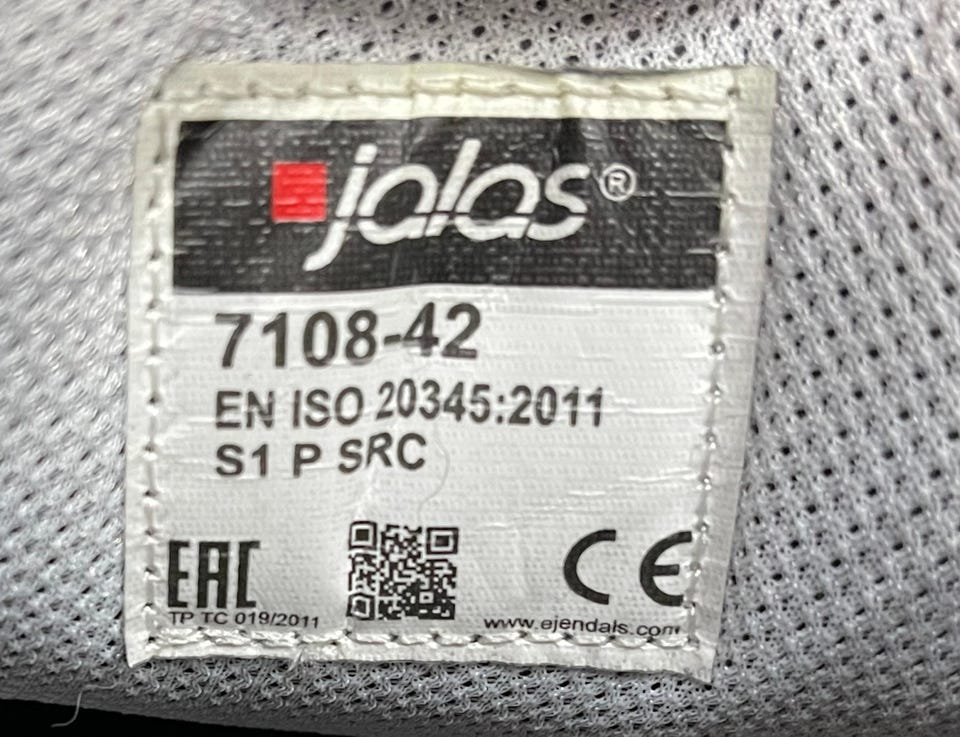 jalas®
7108-42
EN ISO 20345:2011
S1 P SRC
EAC
TP TC 019/2011
CE
www.ejendals.com